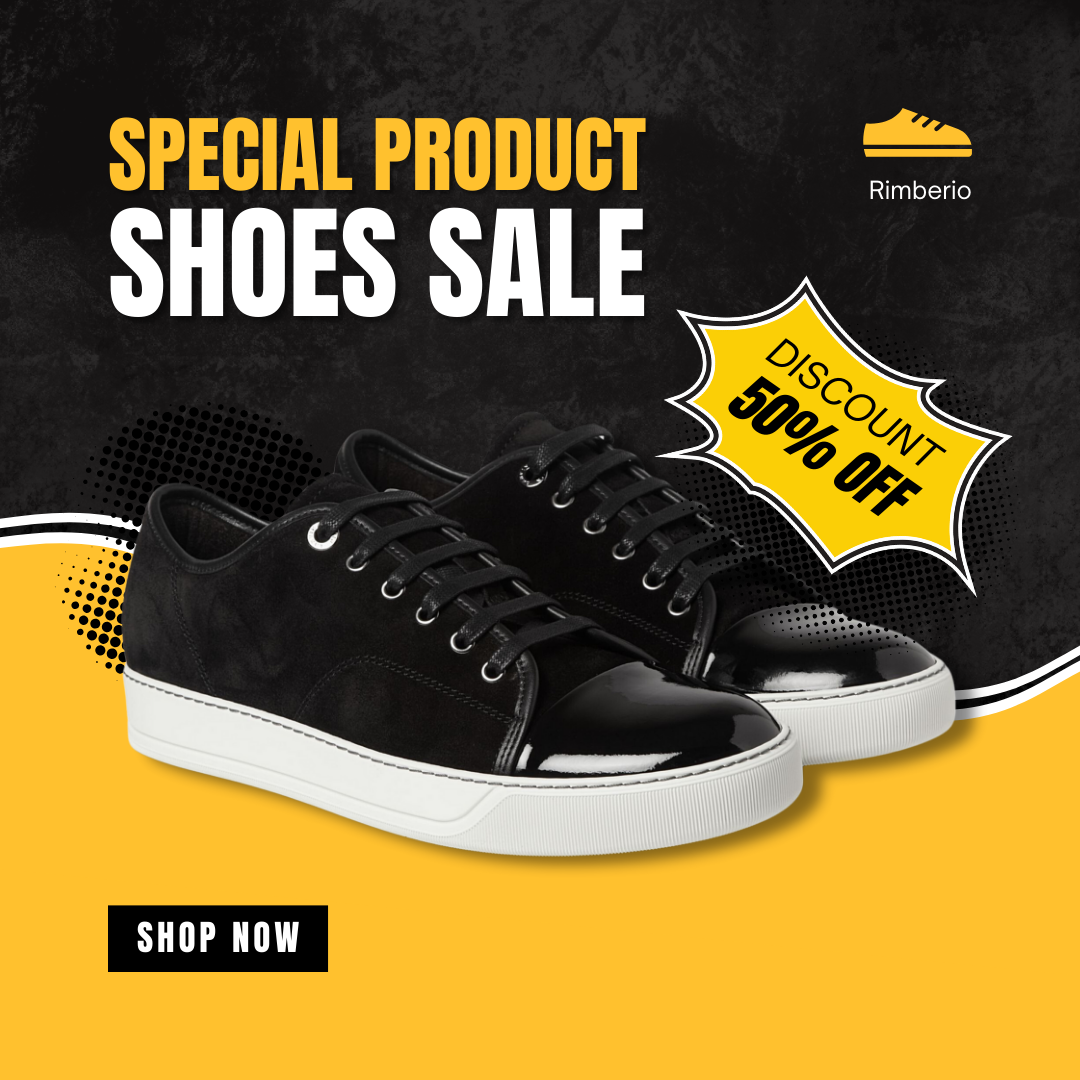 SPECIAL PRODUCT
SHOES SALE
Rimberio
DISCOUNT
50% OFF
SHOP NOW